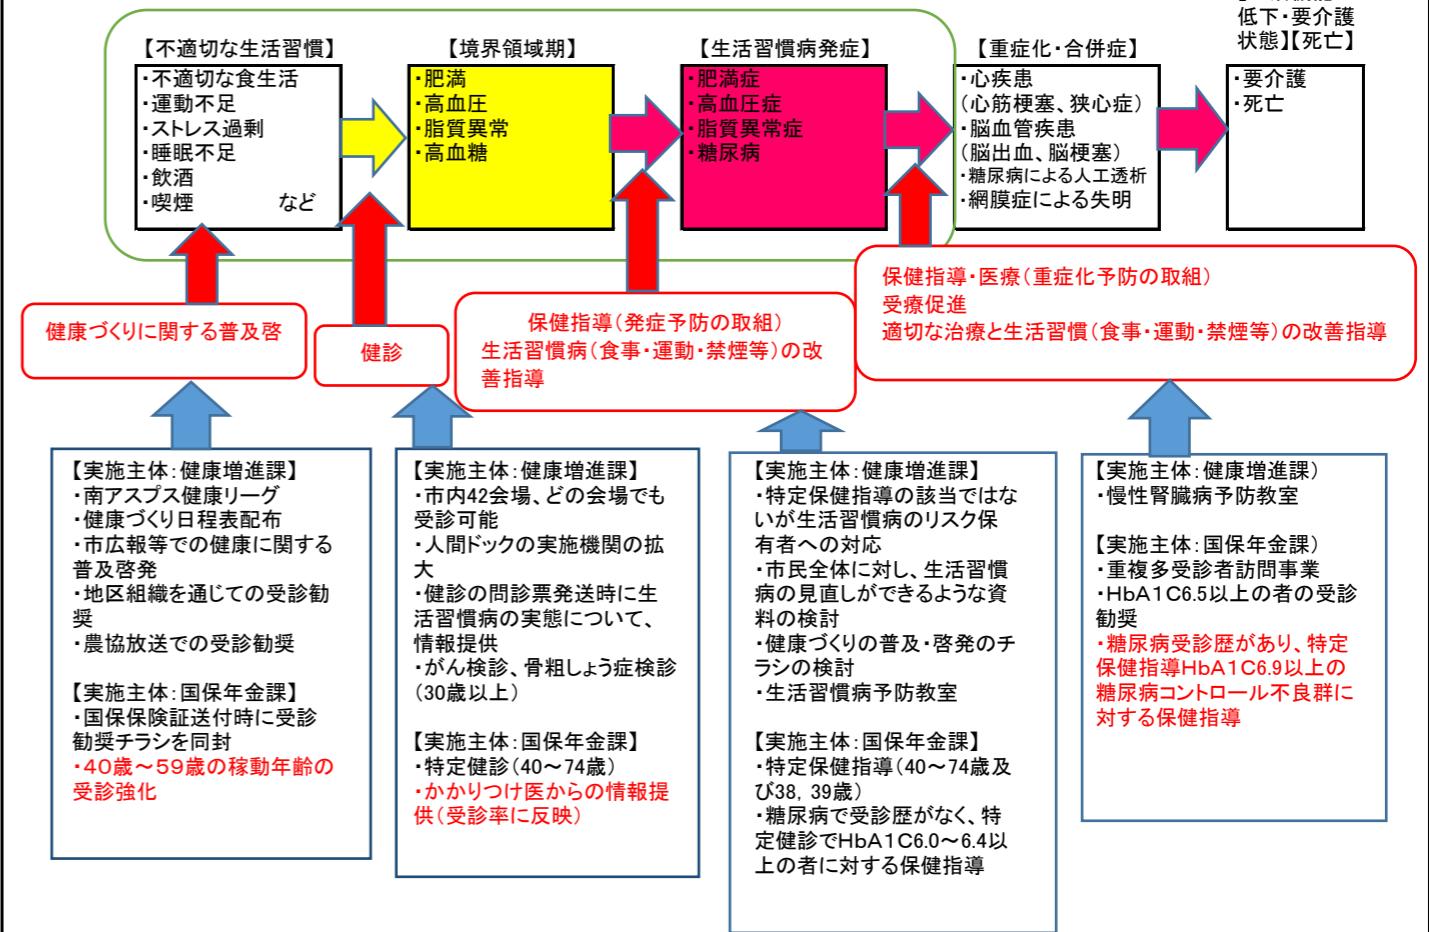 低下・要介護
状態】【死亡】
【不適切な生活習慣】
・不適切な食生活
・運動不足
・ストレス過剰
・睡眠不足
・飲酒
・喫煙　　　　など
【境界領域期】
・肥満
・高血圧
・脂質異常
・高血糖
【生活習慣病発症】
・肥満症
・高血圧症
・脂質異常症
・糖尿病
【重症化・合併症】
・心疾患
(心筋梗塞、狭心症)
・脳血管疾患
(脳出血、脳梗塞)
・糖尿病による人工透析
・網膜症による失明
・要介護
・死亡
健康づくりに関する普及啓
健診
保健指導(発症予防の取組)
生活習慣病(食事・運動・禁煙等)の改
善指導
保健指導・医療(重症化予防の取組)
受療促進
適切な治療と生活習慣(食事・運動・禁煙等)の改善指導
【実施主体:健康増進課】
・南アスプス健康リーグ
・健康づくり日程表配布
・市広報等での健康に関する
普及啓発
・地区組織を通じての受診勧
奨
・農協放送での受診勧奨
【実施主体:国保年金課】
・国保保険証送付時に受診
勧奨チラシを同封
・40歳～59歳の稼動年齢の
受診強化
【実施主体:健康増進課】
・市内42会場、どの会場でも
受診可能
・人間ドックの実施機関の拡
大
・健診の問診票発送時に生
活習慣病の実態について、
情報提供
・がん検診、骨粗しょう症検診
(30歳以上)
【実施主体:国保年金課】
・特定健診(40～74歳)
・かかりつけ医からの情報提
供(受診率に反映)
【実施主体:健康増進課】
・特定保健指導の該当ではな
いが生活習慣病のリスク保
有者への対応
・市民全体に対し、生活習慣
病の見直しができるような資
料の検討
・健康づくりの普及・啓発のチ
ラシの検討
・生活習慣病予防教室
【実施主体:国保年金課】
・特定保健指導(40～74歳及
び38, 39歳)
・糖尿病で受診歴がなく、特
定健診でHbA1C6.0～6.4以
上の者に対する保健指導
【実施主体:健康増進課)
・慢性腎臓病予防教室
【実施主体:国保年金課)
・重複多受診者訪問事業
・HbA1C6.5以上の者の受診
勧奨
・糖尿病受診歴があり、特定
保健指導HbA1C6.9以上の
糖尿病コントロール不良群に
対する保健指導